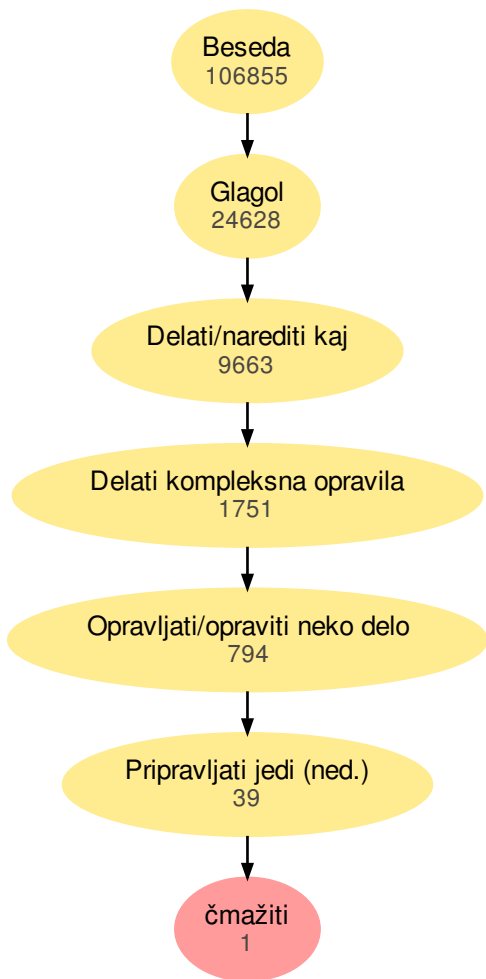 Beseda
106855
Glagol
24628
Delati/narediti kaj
9663
Delati kompleksna opravila
1751
Opravljati/opraviti neko delo
794
Pripravljati jedi (ned.)
39
čmažiti
1